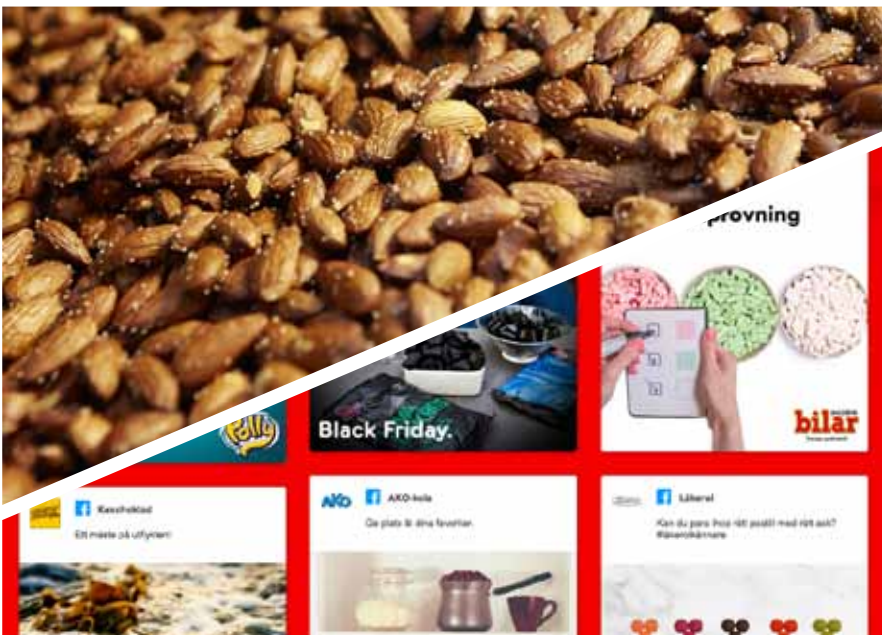 provning
bilar
Polly
Black Friday.
Kexchoklad
Ett måste på utflykten!
AKO
AKO-kola
Ge plats åt dina favoriter.
Läkerol
Kan du para ihop rätt pastill med rätt ask?